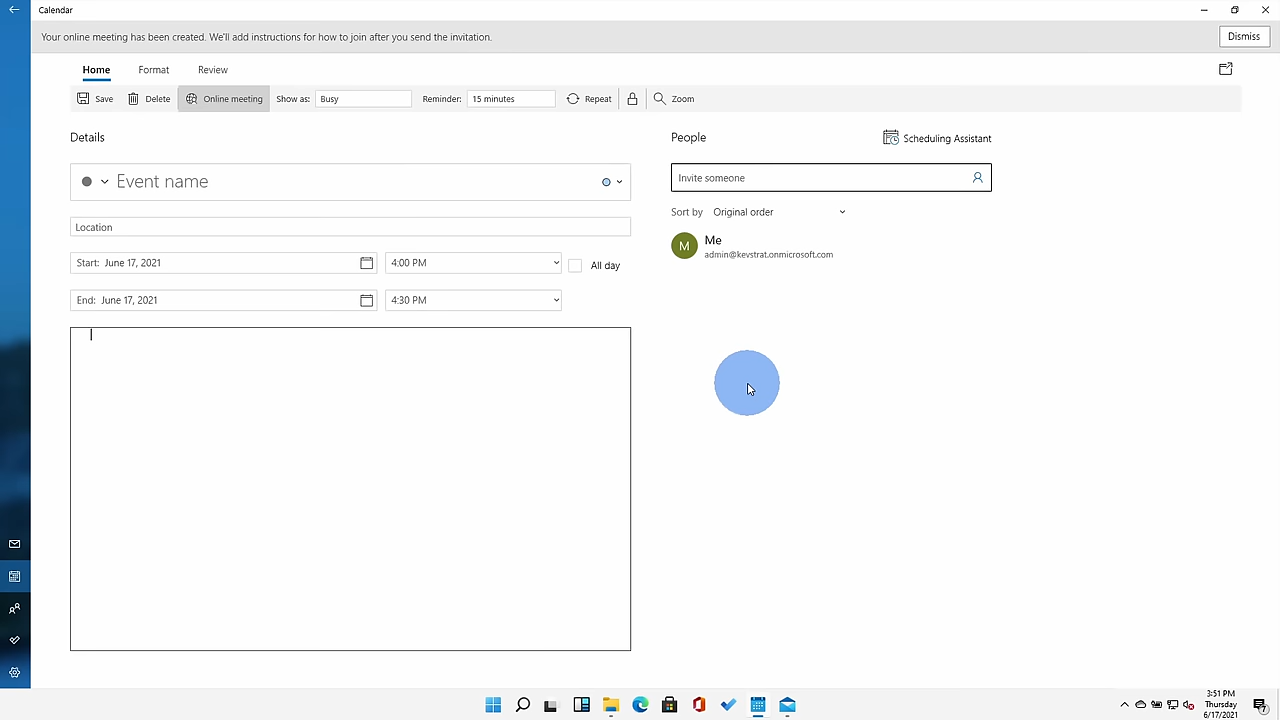 Calendar
Your online meeting has been created. We'll add instructions for how to join after you send the invitation.
Dismiss
Home Format Review
Save Delete Online meeting Show as: Busy Reminder: 15 minutes Repeat Zoom
Details
People
Scheduling Assistant
Event name
Invite someone
Location
Sort by Original order
M
Me
admin@kevstrat.onmicrosoft.com
Start: June 17, 2021 4:00 PM All day
End: June 17, 2021 4:30 PM
3:51 PM
Thursday
6/17/2021